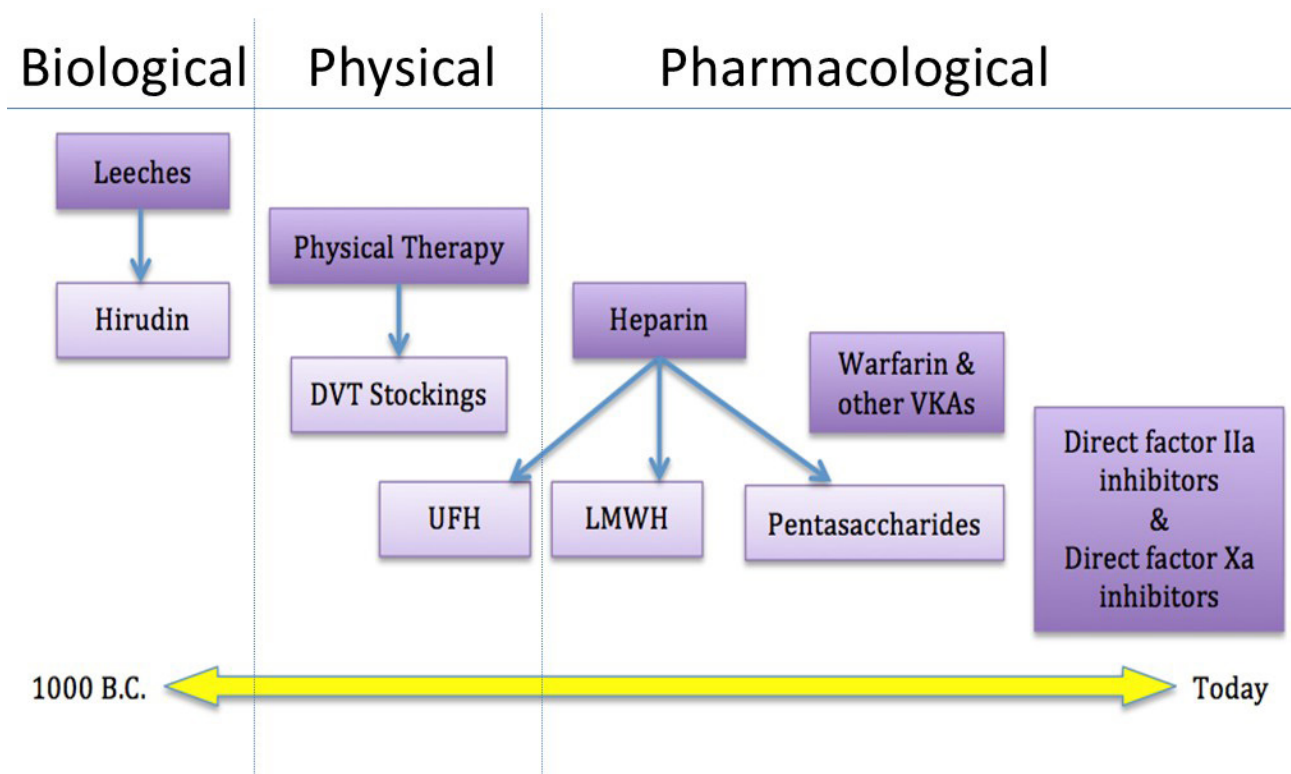 Biological
Physical
Pharmacological
Leeches
Hirudin
Physical Therapy
DVT Stockings
Heparin
UFH
LMWH
Pentasaccharides
Warfarin &
other VKAs
Direct factor IIa
inhibitors
&
Direct factor Xa
inhibitors
1000 B.C.
Today